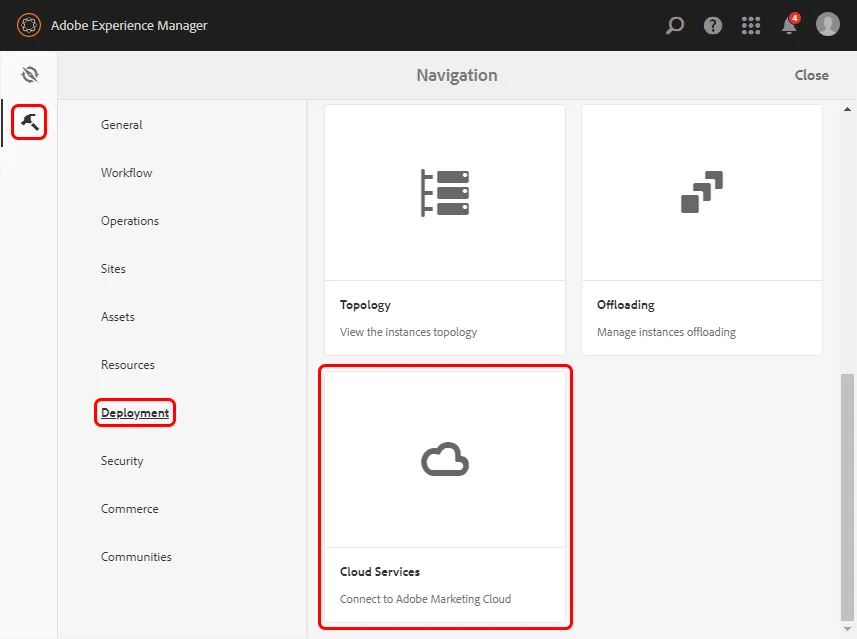 Adobe Experience Manager
4
Navigation
Close
General
Workflow
Operations
Sites
Assets
Resources
Deployment
Security
Commerce
Communities
Topology
View the instances topology
Offloading
Manage instances offloading
Cloud Services
Connect to Adobe Marketing Cloud